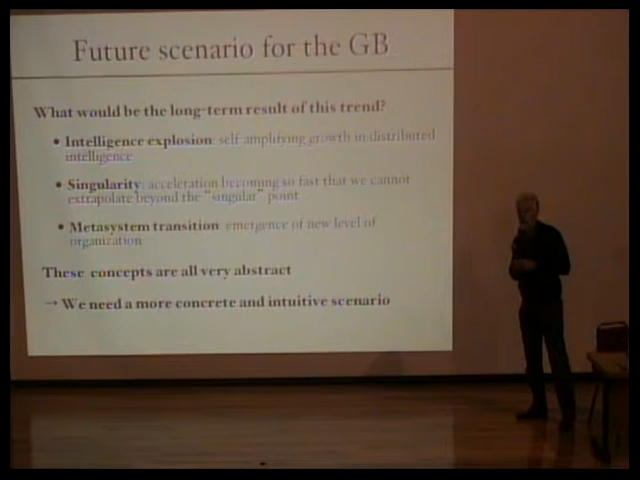 Future scenario for the GB
What would be the long-term result of this trend?
• Intelligence explosion: self-amplifying growth in distributed
intelligence
• Singularity: acceleration becoming so fast that we cannot
extrapolate beyond the "singular" point
• Metasystem transition: emergence of new level of
organization
These concepts are all very abstract
→ We need a more concrete and intuitive scenario